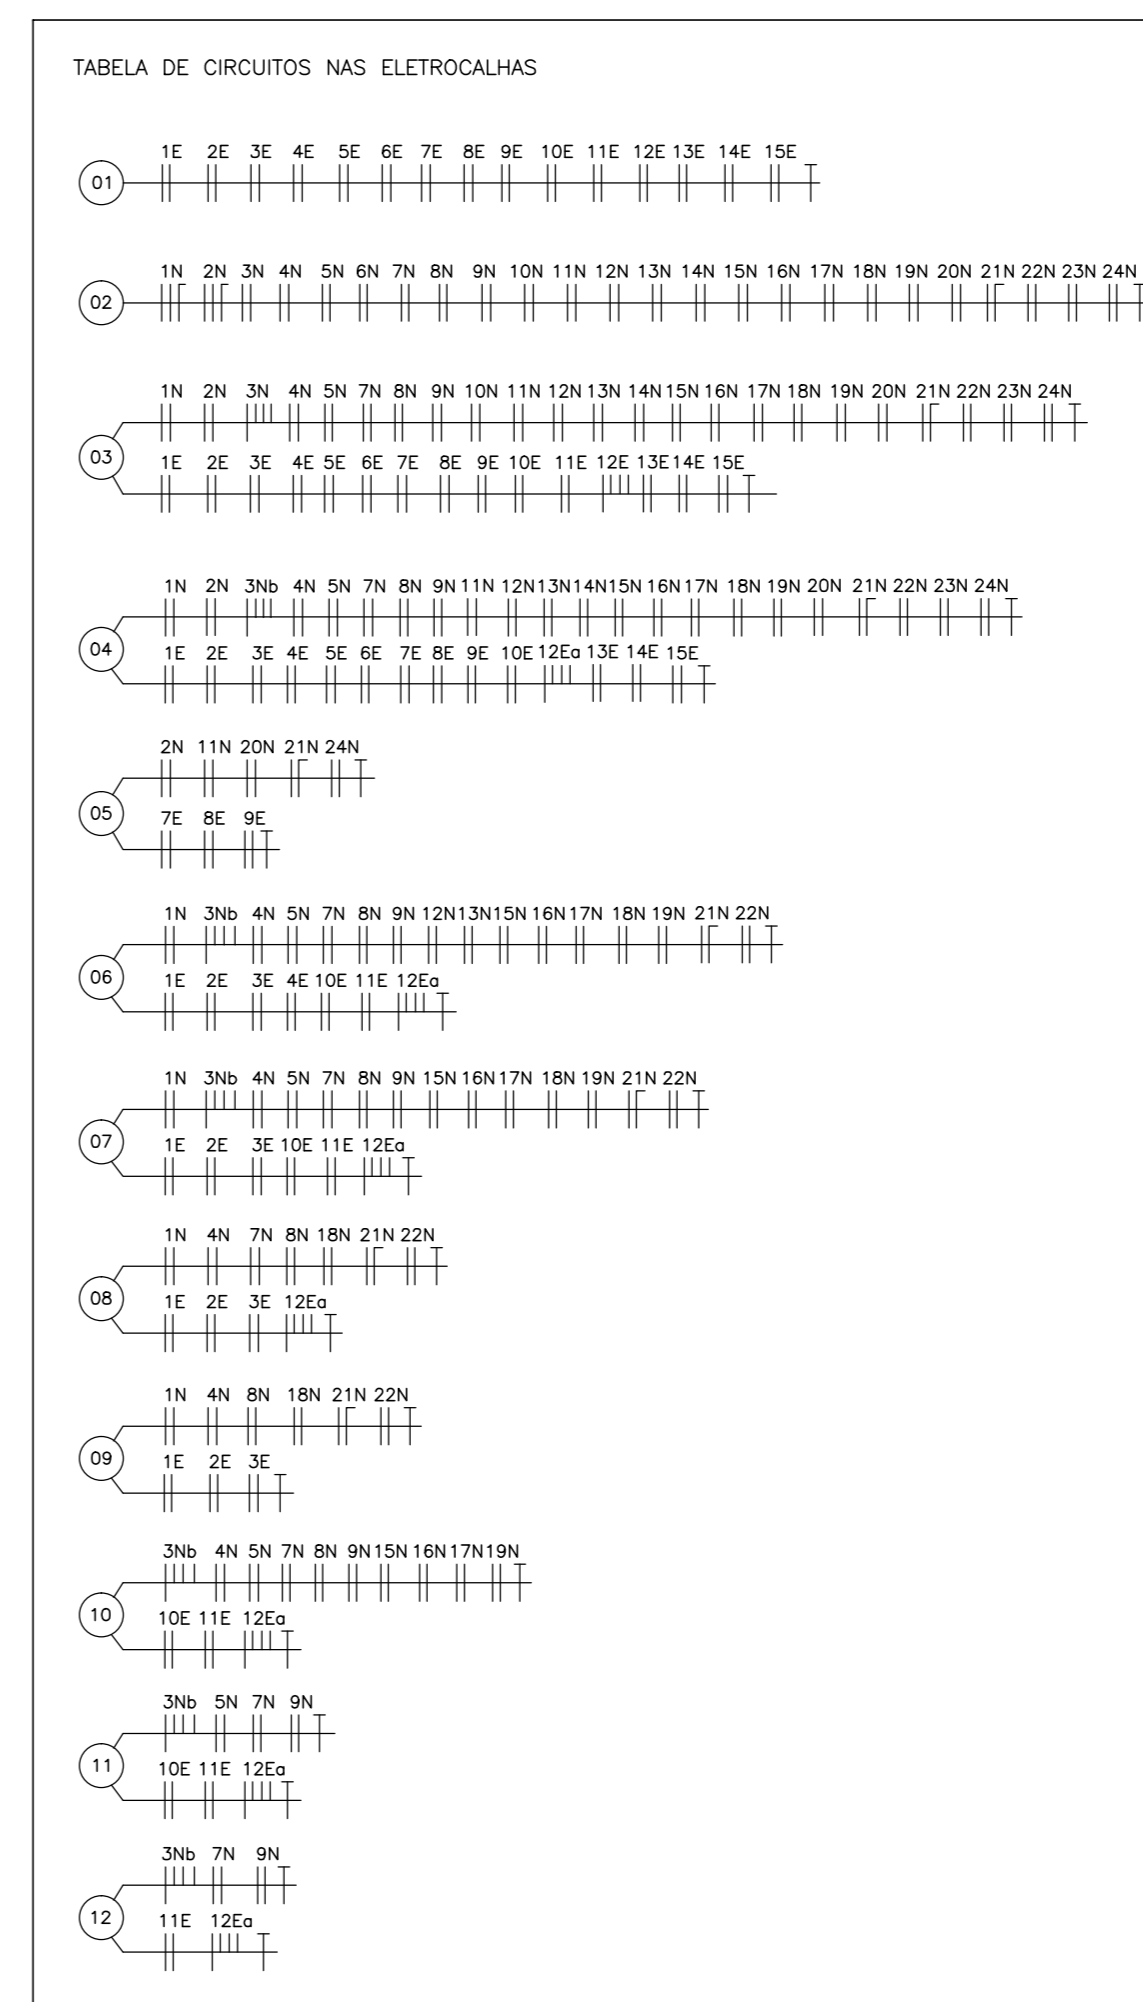 TABELA DE CIRCUITOS NAS ELETROCALHAS
1E 2E 3E 4E 5E 6E 7E 8E 9E 10E 11E 12E 13E 14E 15E
01
1N 2N 3N 4N 5N 6N 7N 8N 9N 10N 11N 12N 13N 14N 15N 16N 17N 18N 19N 20N 21N 22N 23N 24N
02
1N 2N 3N 4N 5N 7N 8N 9N 10N 11N 12N 13N 14N 15N 16N 17N 18N 19N 20N 21N 22N 23N 24N
03
1E 2E 3E 4E 5E 6E 7E 8E 9E 10E 11E 12E 13E 14E 15E
1N 2N 3Nb 4N 5N 7N 8N 9N 11N 12N 13N 14N 15N 16N 17N 18N 19N 20N 21N 22N 23N 24N
04
1E 2E 3E 4E 5E 6E 7E 8E 9E 10E 12Ea 13E 14E 15E
2N 11N 20N 21N 24N
05
7E 8E 9E
1N 3Nb 4N 5N 7N 8N 9N 12N 13N 15N 16N 17N 18N 19N 21N 22N
06
1E 2E 3E 4E 10E 11E 12Ea
1N 3Nb 4N 5N 7N 8N 9N 15N 16N 17N 18N 19N 21N 22N
07
1E 2E 3E 10E 11E 12Ea
1N 4N 7N 8N 18N 21N 22N
08
1E 2E 3E 12Ea
1N 4N 8N 18N 21N 22N
09
1E 2E 3E
3Nb 4N 5N 7N 8N 9N 15N 16N 17N 19N
10
10E 11E 12Ea
3Nb 5N 7N 9N
11
10E 11E 12Ea
3Nb 7N 9N
12
11E 12Ea